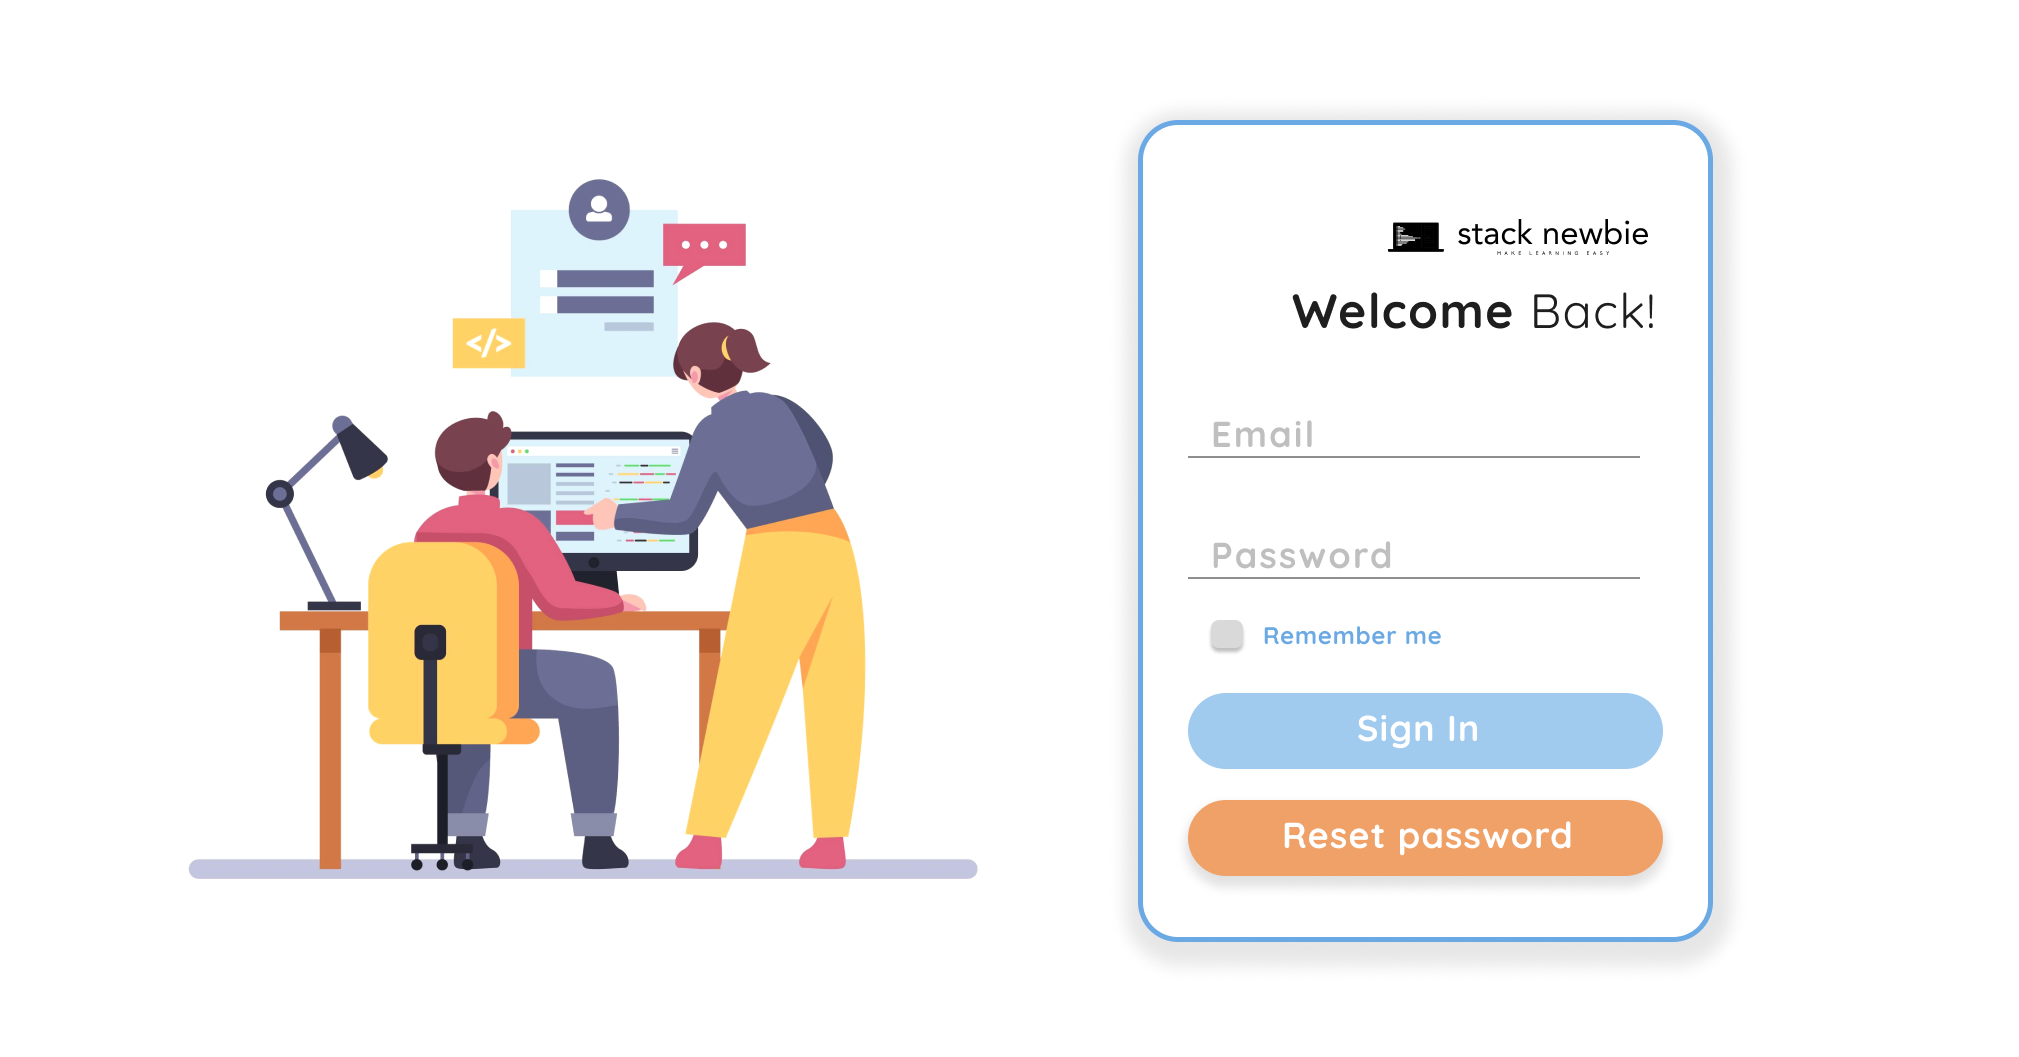 </>
stack newbie
MAKE LEARNING EASY
Welcome Back!
Email
Password
Remember me
Sign In
Reset password